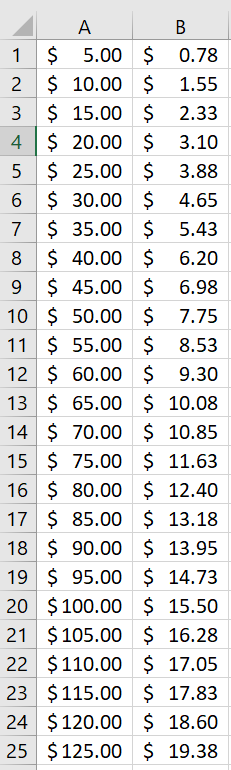 A B
1 $ 5.00 $ 0.78
2 $ 10.00 $ 1.55
3 $ 15.00 $ 2.33
4 $ 20.00 $ 3.10
5 $ 25.00 $ 3.88
6 $ 30.00 $ 4.65
7 $ 35.00 $ 5.43
8 $ 40.00 $ 6.20
9 $ 45.00 $ 6.98
10 $ 50.00 $ 7.75
11 $ 55.00 $ 8.53
12 $ 60.00 $ 9.30
13 $ 65.00 $ 10.08
14 $ 70.00 $ 10.85
15 $ 75.00 $ 11.63
16 $ 80.00 $ 12.40
17 $ 85.00 $ 13.18
18 $ 90.00 $ 13.95
19 $ 95.00 $ 14.73
20 $100.00 $ 15.50
21 $105.00 $ 16.28
22 $110.00 $ 17.05
23 $115.00 $ 17.83
24 $120.00 $ 18.60
25 $125.00 $ 19.38